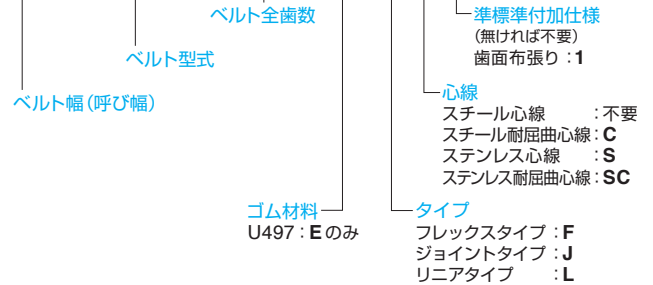 ベルト全歯数
準標準付加仕様
(無ければ不要)
歯面布張り：1
ベルト型式
ベルト幅(呼び幅)
心線
スチール心線：不要
スチール耐屈曲心線：C
ステンレス心線：S
ステンレス耐屈曲心線：SC
ゴム材料
U497：Eのみ
タイプ
フレックスタイプ：F
ジョイントタイプ：J
リニアタイプ：L